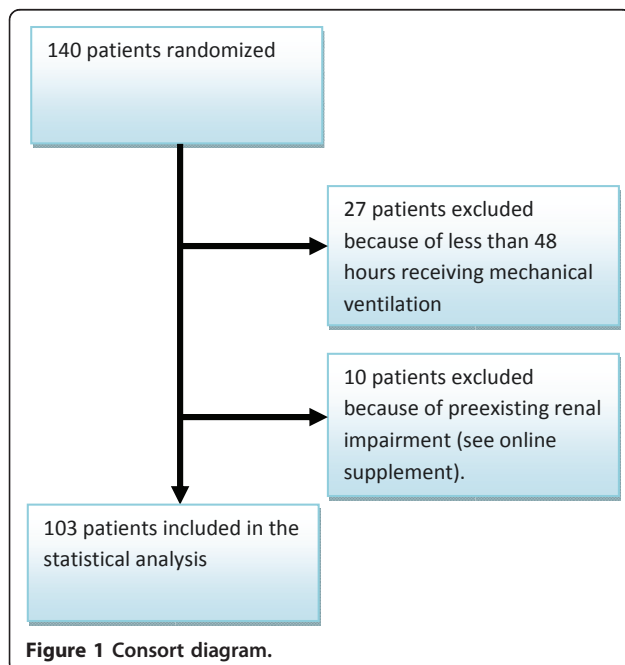 140 patients randomized
27 patients excluded
because of less than 48
hours receiving mechanical
ventilation
10 patients excluded
because of preexisting renal
impairment (see online
supplement).
103 patients included in the
statistical analysis
Figure 1 Consort diagram.